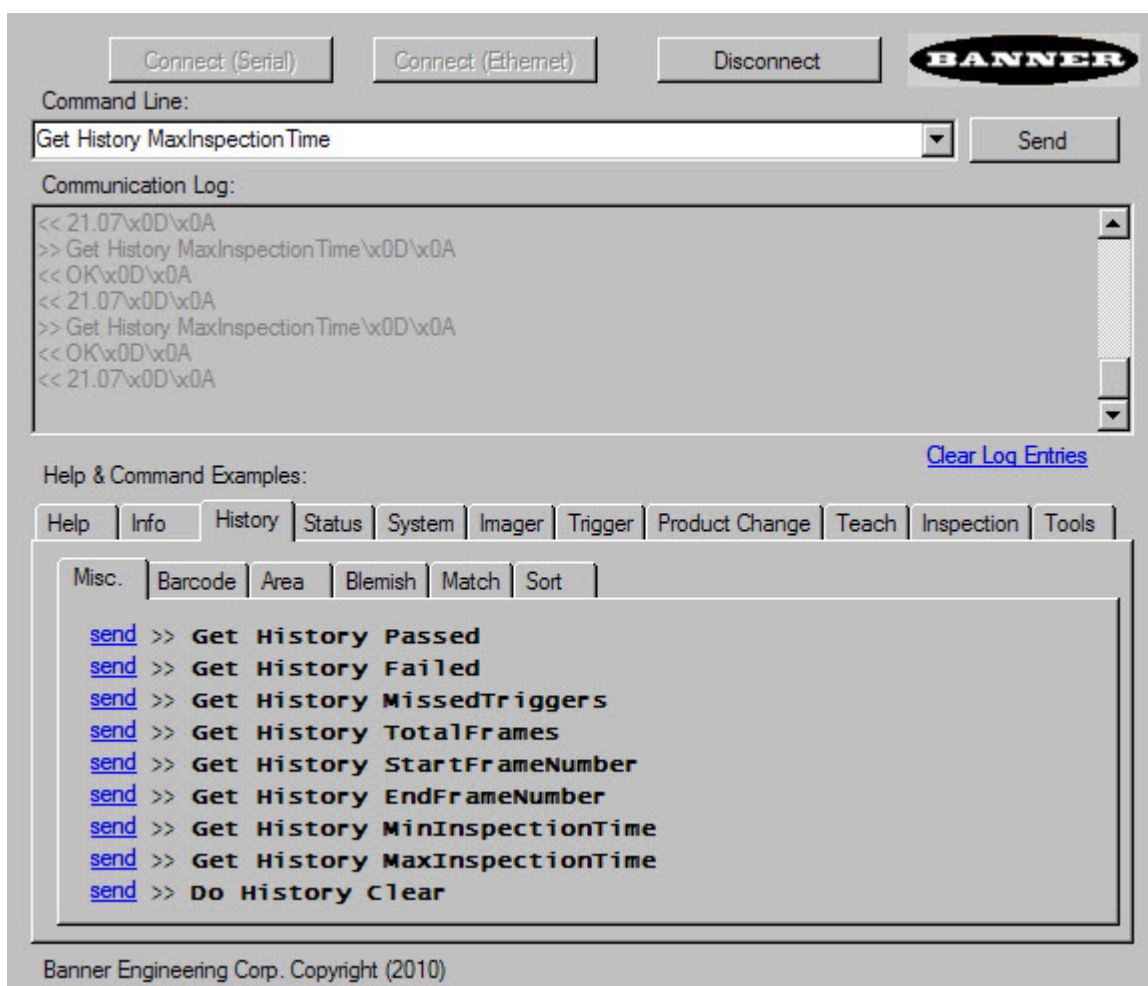 Connect (Serial) Connect (Ethernet) Disconnect BANNER
Command Line:
Get History MaxInspectionTime Send
Communication Log:
<< 21.07\x0D\x0A
>> Get History MaxInspectionTime\x0D\x0A
<< OK\x0D\x0A
<< 21.07\x0D\x0A
>> Get History MaxInspectionTime\x0D\x0A
<< OK\x0D\x0A
<< 21.07\x0D\x0A
Clear Log Entries
Help & Command Examples:
Help Info History Status System Imager Trigger Product Change Teach Inspection Tools
Misc. Barcode Area Blemish Match Sort
send >> Get History Passed
send >> Get History Failed
send >> Get History MissedTriggers
send >> Get History TotalFrames
send >> Get History StartFrameNumber
send >> Get History EndFrameNumber
send >> Get History MinInspectionTime
send >> Get History MaxInspectionTime
send >> Do History Clear
Banner Engineering Corp. Copyright (2010)